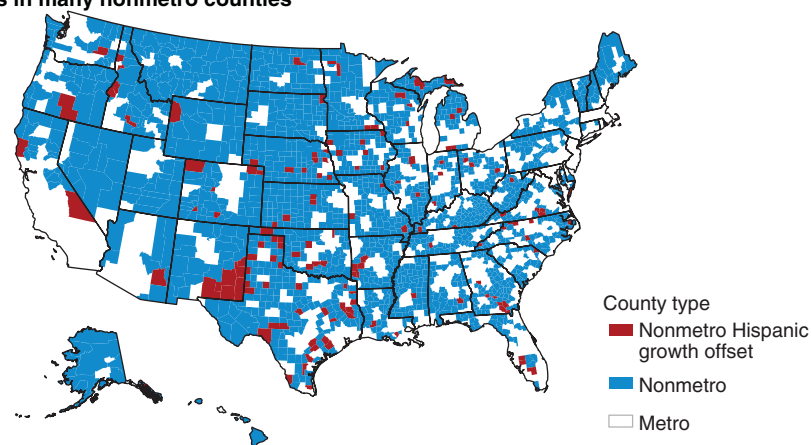 in many nonmetro counties
County type
Nonmetro Hispanic
growth offset
Nonmetro
Metro